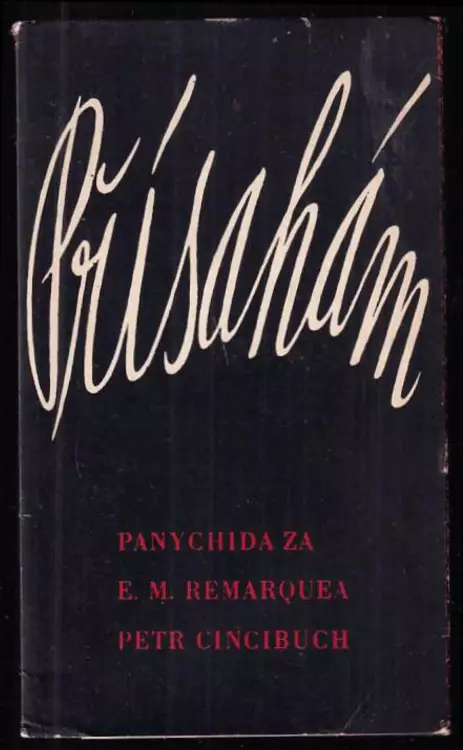 Přísahám
PANYCHIDA ZA
E. M. REMARQUEA
PETR CINCIBUCH